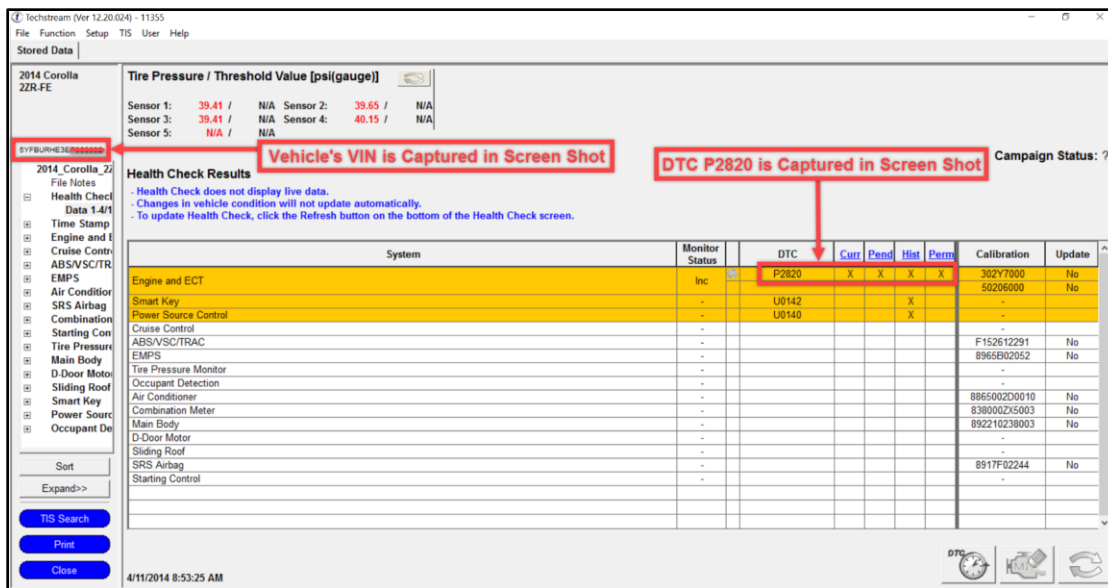 Techstream (Ver 12.20.024) - 11355
File Function Setup TIS User Help
Stored Data
2014 Corolla
2ZR-FE
Tire Pressure / Threshold Value [psi(gauge)]
Sensor 1: 39.41 / N/A Sensor 2: 39.65 / N/A
Sensor 3: 39.41 / N/A Sensor 4: 40.15 / N/A
Sensor 5: N/A / N/A
5YFBURHE3E
Vehicle's VIN is Captured in Screen Shot
DTC P2820 is Captured in Screen Shot
Campaign Status: ?
2014_Corolla_2Z
File Notes
Health Check
Data 1-4/1
Time Stamp
Engine and E
Cruise Contr
ABS/VSC/TR
EMPS
Air Condition
SRS Airbag
Combination
Starting Con
Tire Pressure
Main Body
D-Door Motor
Sliding Roof
Smart Key
Power Sourc
Occupant De
Sort
Expand>>
TIS Search
Print
Close
Health Check Results
- Health Check does not display live data.
- Changes in vehicle condition will not update automatically.
- To update Health Check, click the Refresh button on the bottom of the Health Check screen.
System Monitor Status DTC Curr Pend Hist Perm Calibration Update
Engine and ECT Inc P2820 X X X X 302Y7000 No
50206000 No
Smart Key - U0142 X -
Power Source Control - U0140 X -
Cruise Control - -
ABS/VSC/TRAC - F152612291 No
EMPS - 8965B02052 No
Tire Pressure Monitor - -
Occupant Detection - -
Air Conditioner - 8865002D0010 No
Combination Meter - 838000ZX5003 No
Main Body - 892210238003 No
D-Door Motor - -
Sliding Roof - -
SRS Airbag - 8917F02244 No
Starting Control - -
4/11/2014 8:53:25 AM
DTC